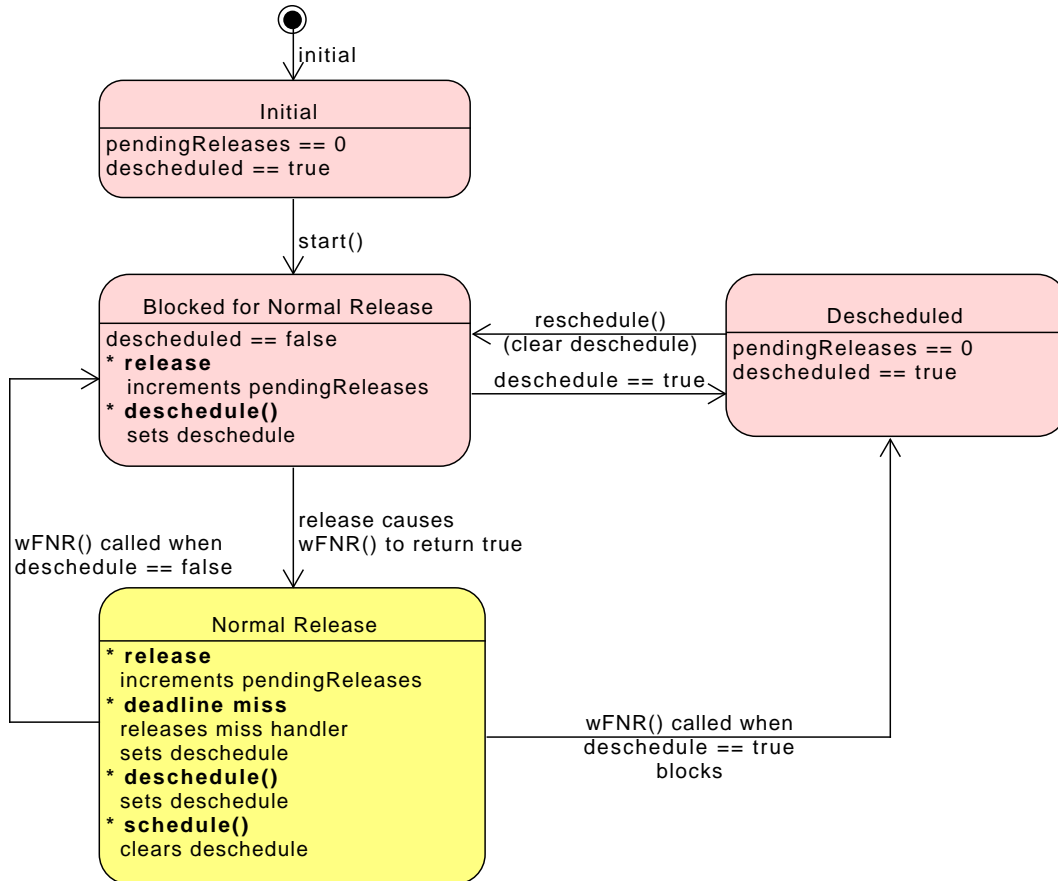 initial
Initial
pendingReleases == 0
descheduled == true
start()
Blocked for Normal Release
descheduled == false
* release
increments pendingReleases
* deschedule()
sets deschedule
reschedule()
(clear deschedule)
deschedule == true
Descheduled
pendingReleases == 0
descheduled == true
wFNR() called when
deschedule == false
release causes
wFNR() to return true
Normal Release
* release
increments pendingReleases
* deadline miss
releases miss handler
sets deschedule
* deschedule()
sets deschedule
* schedule()
clears deschedule
wFNR() called when
deschedule == true
blocks